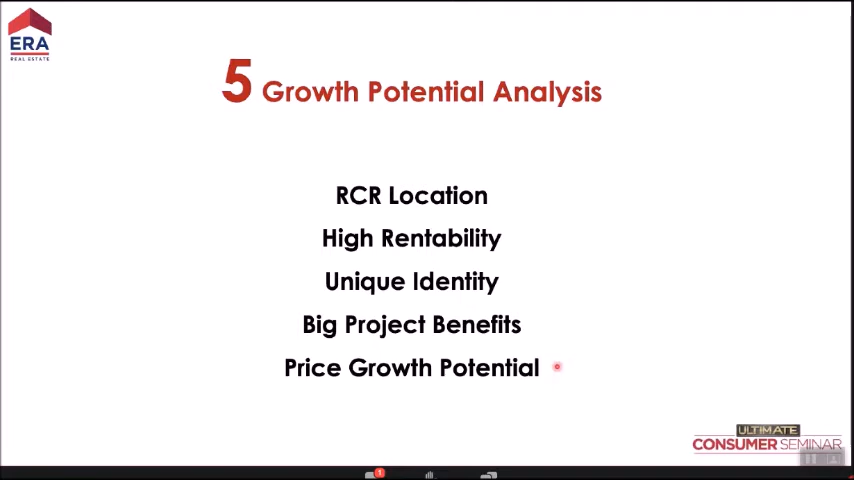 ERA
REAL ESTATE
5 Growth Potential Analysis
RCR Location
High Rentability
Unique Identity
Big Project Benefits
Price Growth Potential
ULTIMATE
CONSUMER SEMINAR
1